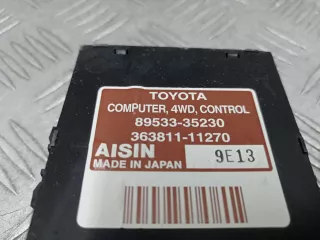 TOYOTA
COMPUTER, 4WD, CONTROL
89533-35230
363811-11270
AISIN
MADE IN JAPAN
9E13